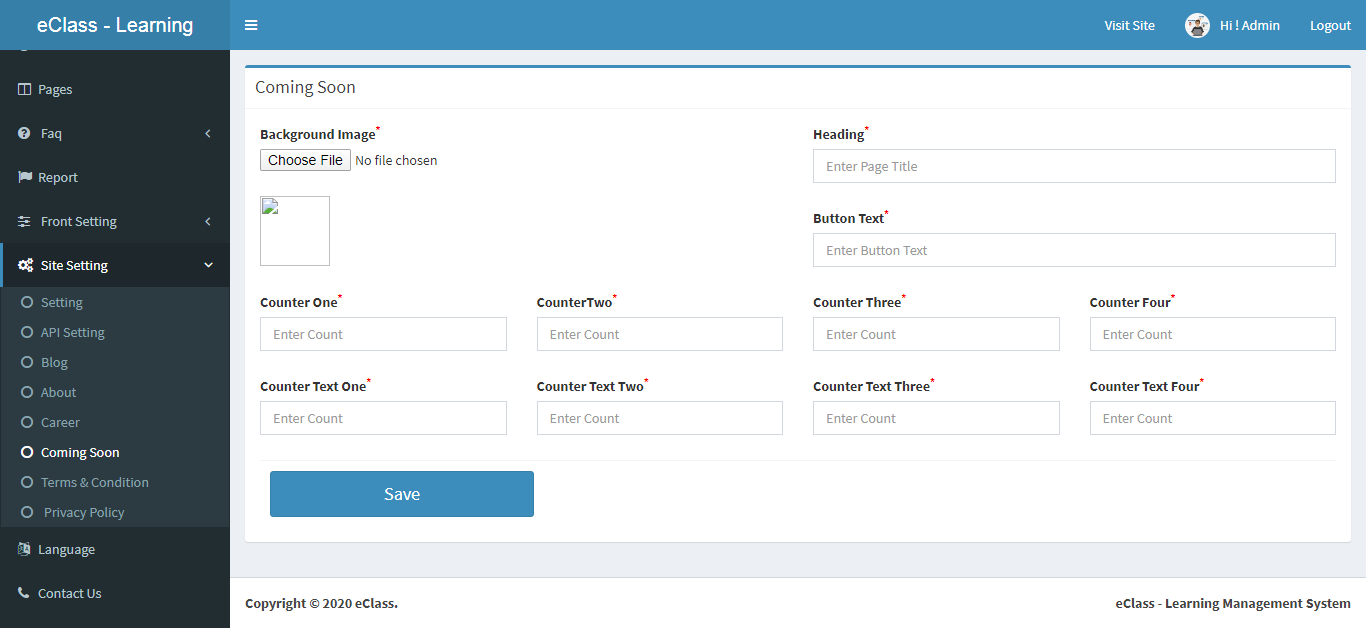 eClass - Learning
Visit Site
Hi ! Admin
Logout
Pages
Faq
Report
Front Setting
Site Setting
Setting
API Setting
Blog
About
Career
Coming Soon
Terms & Condition
Privacy Policy
Language
Contact Us
Coming Soon
Background Image*
Choose File No file chosen
Heading*
Enter Page Title
Button Text*
Enter Button Text
Counter One* CounterTwo* Counter Three* Counter Four*
Enter Count Enter Count Enter Count Enter Count
Counter Text One* Counter Text Two* Counter Text Three* Counter Text Four*
Enter Count Enter Count Enter Count Enter Count
Save
Copyright © 2020 eClass.
eClass - Learning Management System